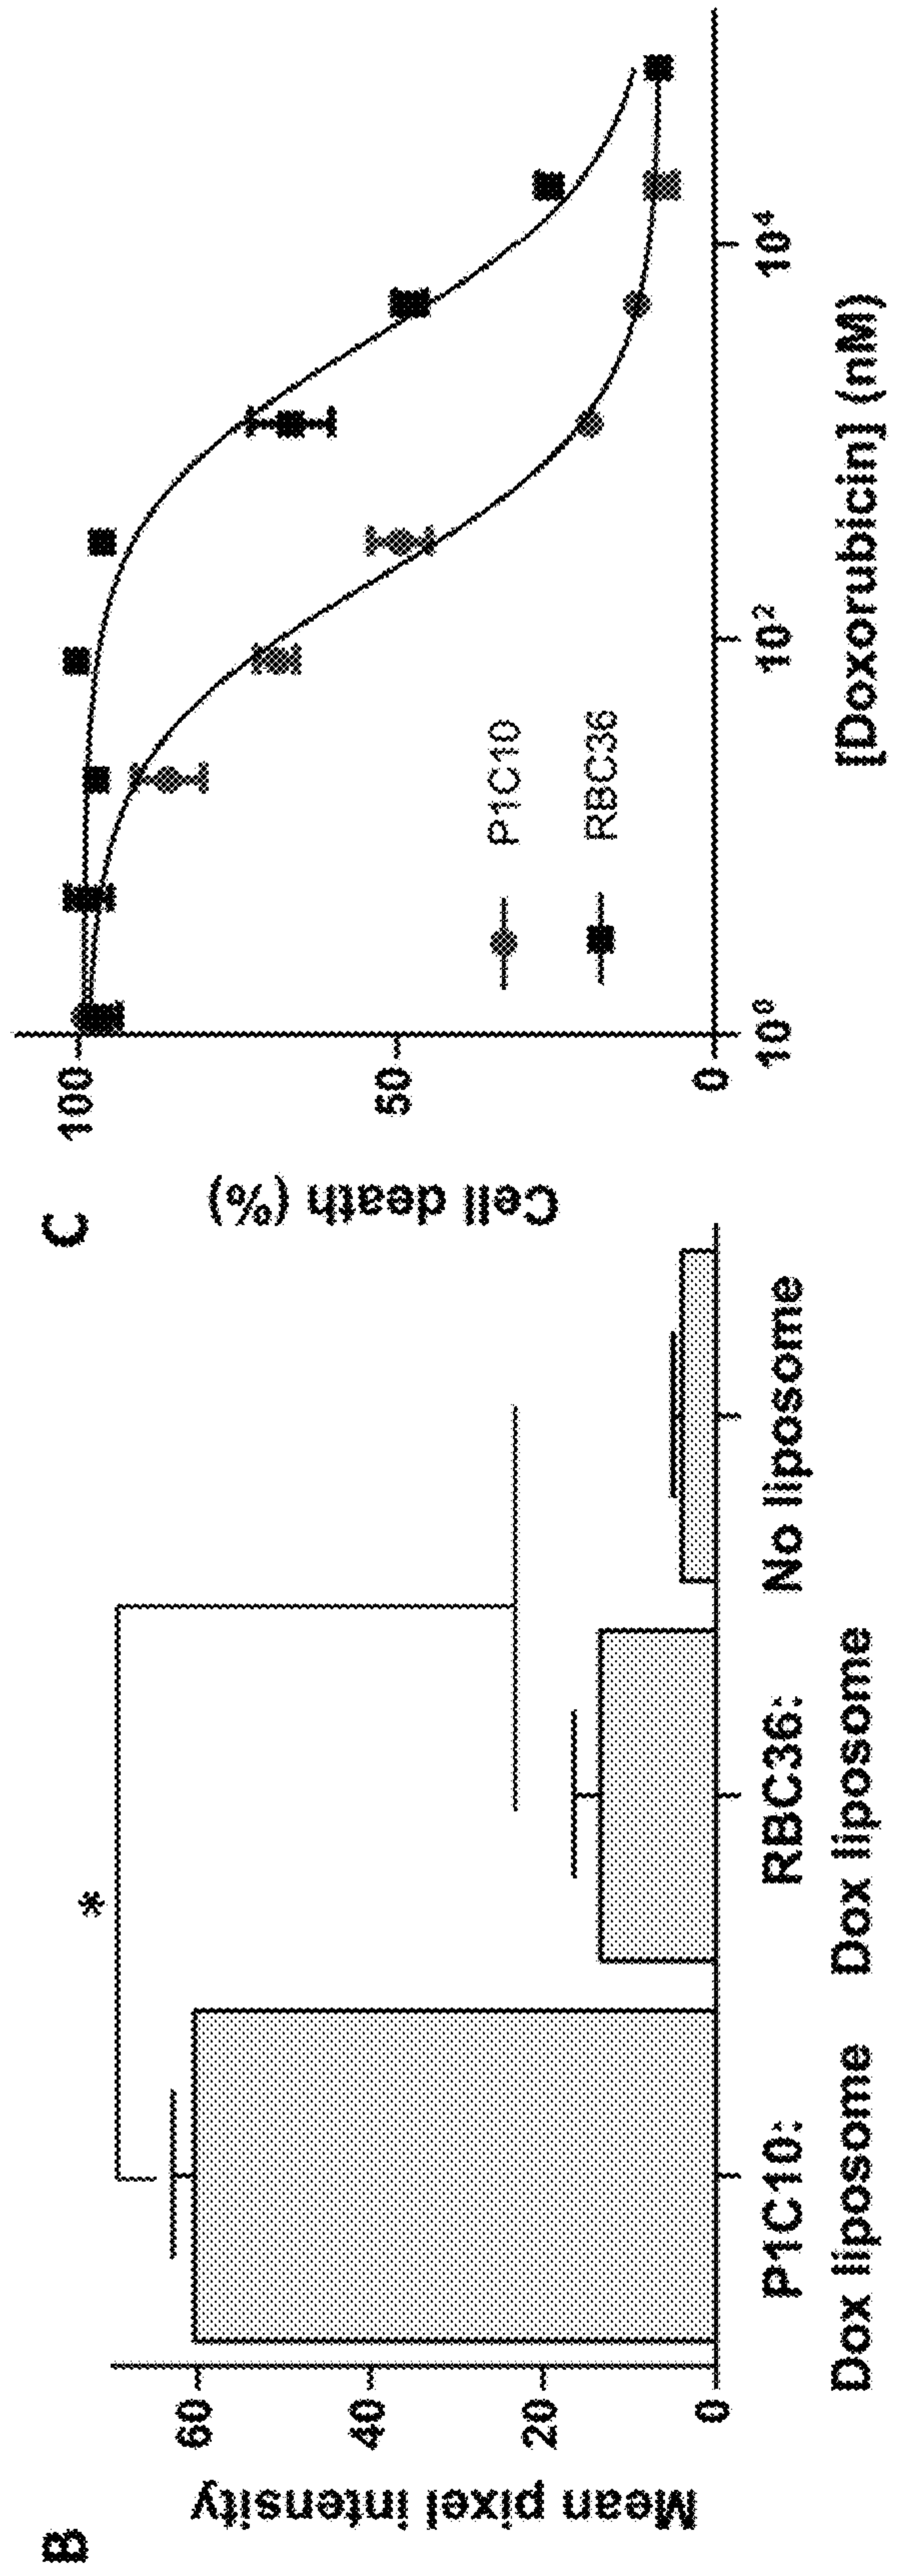 B
Mean pixel intensity
60
40
20
0
*
P1C10:
Dox liposome
RBC36:
Dox liposome
No liposome
C
Cell death (%)
100
50
0
P1C10
RBC36
10⁰
10²
10⁴
[Doxorubicin] (nM)